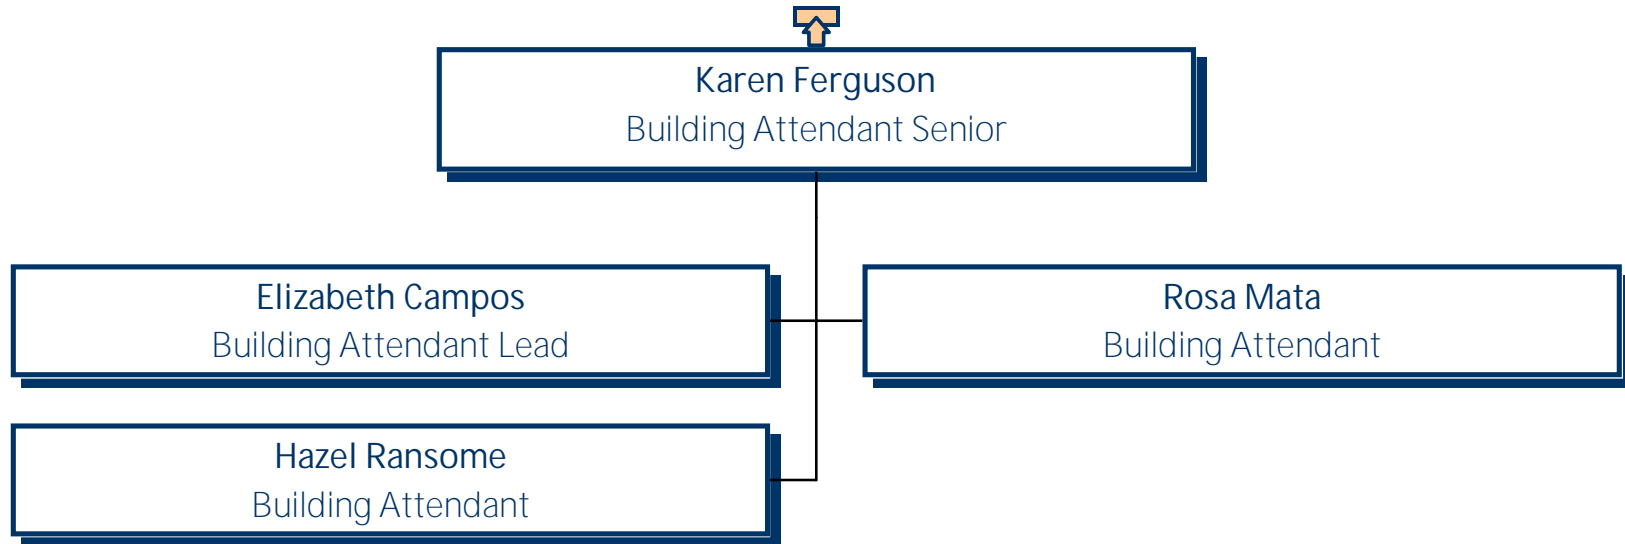 Karen Ferguson
Building Attendant Senior
Elizabeth Campos
Building Attendant Lead
Rosa Mata
Building Attendant
Hazel Ransome
Building Attendant